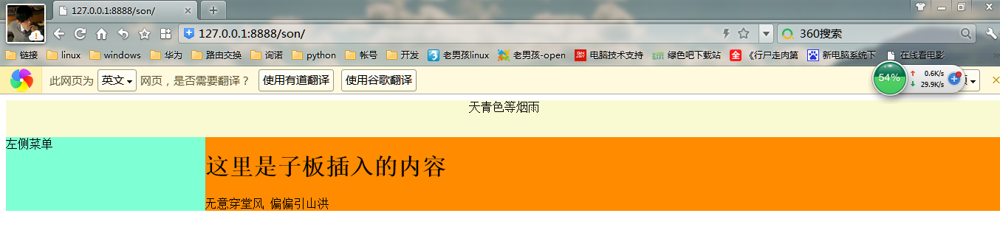 127.0.0.1:8888/son/
127.0.0.1:8888/son/ 360搜索
链接 linux windows 华为 路由交换 询诺 python 帐号 开发 老男孩linux 老男孩-open 电脑技术支持 绿色吧下载站 《行尸走肉第 新电脑系统下 在线看电影
此网页为 英文 网页，是否需要翻译？ 使用有道翻译 使用谷歌翻译
54% 0.6K/s
29.9K/s
天青色等烟雨
左侧菜单
这里是子板插入的内容
无意穿堂风 偏偏引山洪